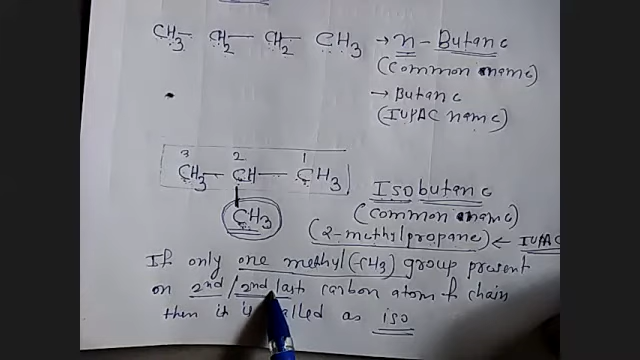 CH3 — CH2 — CH2 — CH3 → n - Butane
(Common name)
→ Butane
(IUPAC name)
3 2 1
CH3 — CH — CH3
CH3
Isobutane
(Common name)
(2-methylpropane) ← IUPAC
If only one methyl (-CH3) group present
on 2nd / 2nd last carbon atom of chain
then it is called as iso